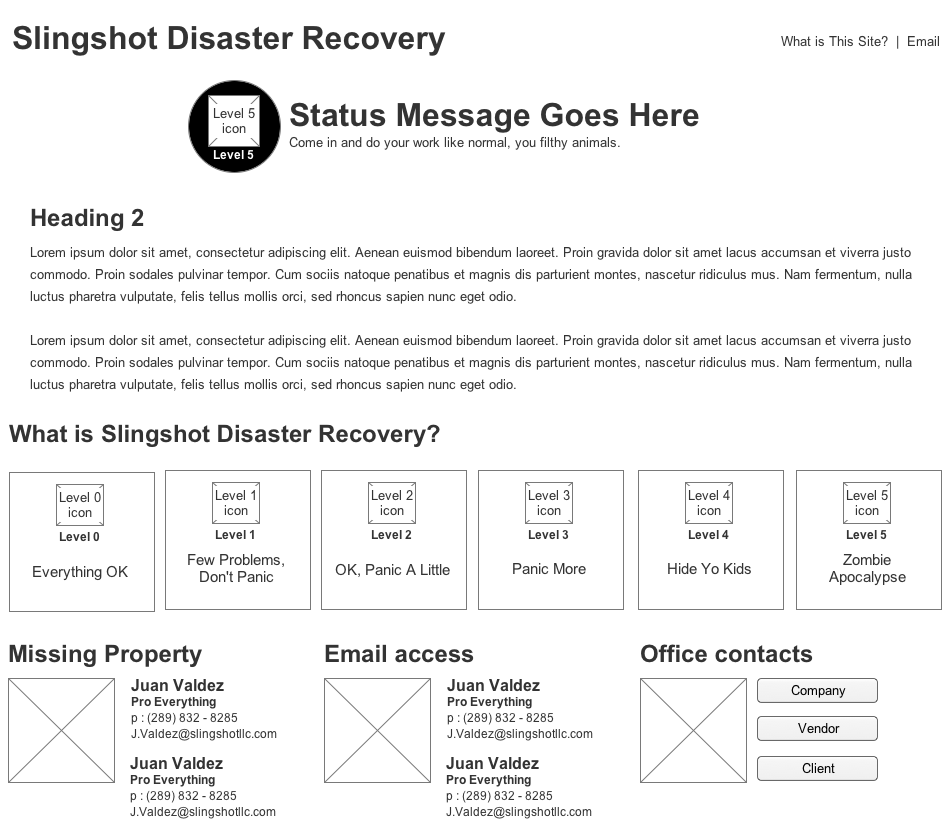 Slingshot Disaster Recovery
What is This Site? | Email
Level 5
icon
Level 5
Status Message Goes Here
Come in and do your work like normal, you filthy animals.
Heading 2
Lorem ipsum dolor sit amet, consectetur adipiscing elit. Aenean euismod bibendum laoreet. Proin gravida dolor sit amet lacus accumsan et viverra justo
commodo. Proin sodales pulvinar tempor. Cum sociis natoque penatibus et magnis dis parturient montes, nascetur ridiculus mus. Nam fermentum, nulla
luctus pharetra vulputate, felis tellus mollis orci, sed rhoncus sapien nunc eget odio.
Lorem ipsum dolor sit amet, consectetur adipiscing elit. Aenean euismod bibendum laoreet. Proin gravida dolor sit amet lacus accumsan et viverra justo
commodo. Proin sodales pulvinar tempor. Cum sociis natoque penatibus et magnis dis parturient montes, nascetur ridiculus mus. Nam fermentum, nulla
luctus pharetra vulputate, felis tellus mollis orci, sed rhoncus sapien nunc eget odio.
What is Slingshot Disaster Recovery?
Level 0
icon
Level 0
Everything OK
Level 1
icon
Level 1
Few Problems,
Don't Panic
Level 2
icon
Level 2
OK, Panic A Little
Level 3
icon
Level 3
Panic More
Level 4
icon
Level 4
Hide Yo Kids
Level 5
icon
Level 5
Zombie
Apocalypse
Missing Property
Juan Valdez
Pro Everything
p : (289) 832 - 8285
J.Valdez@slingshotllc.com
Juan Valdez
Pro Everything
p : (289) 832 - 8285
J.Valdez@slingshotllc.com
Email access
Juan Valdez
Pro Everything
p : (289) 832 - 8285
J.Valdez@slingshotllc.com
Juan Valdez
Pro Everything
p : (289) 832 - 8285
J.Valdez@slingshotllc.com
Office contacts
Company
Vendor
Client